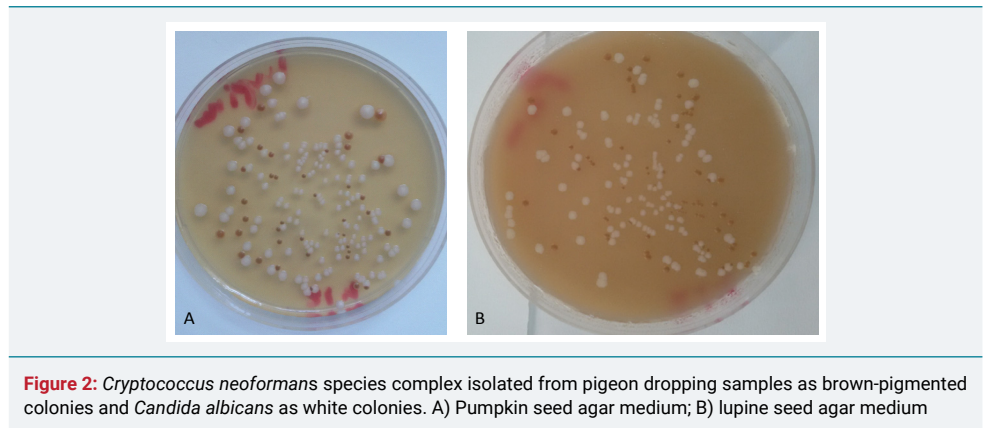 A
B
Figure 2: Cryptococcus neoformans species complex isolated from pigeon dropping samples as brown-pigmented
colonies and Candida albicans as white colonies. A) Pumpkin seed agar medium; B) lupine seed agar medium